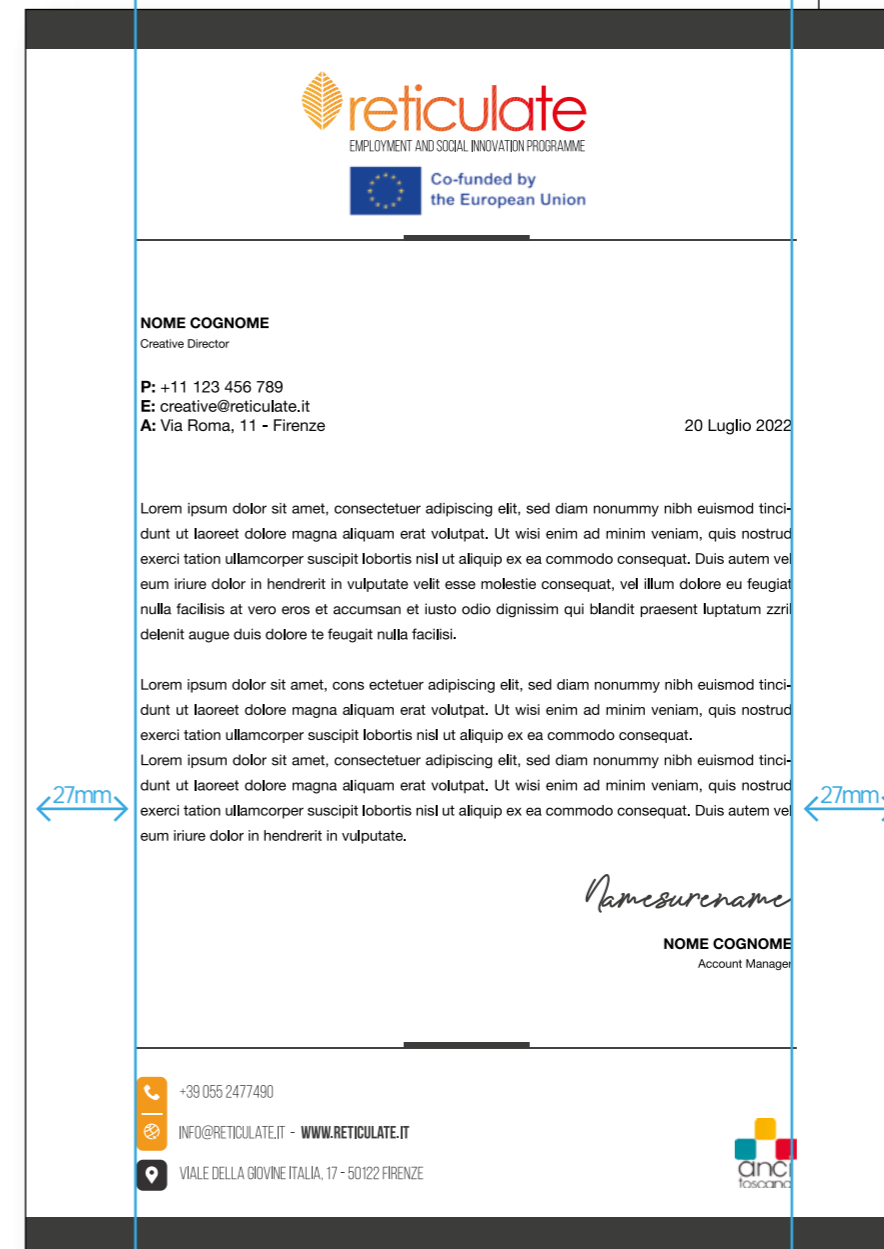 reticulate
EMPLOYMENT AND SOCIAL INNOVATION PROGRAMME
Co-funded by
the European Union
NOME COGNOME
Creative Director
P: +11 123 456 789
E: creative@reticulate.it
A: Via Roma, 11 - Firenze
20 Luglio 2022
Lorem ipsum dolor sit amet, consectetuer adipiscing elit, sed diam nonummy nibh euismod tinci-
dunt ut laoreet dolore magna aliquam erat volutpat. Ut wisi enim ad minim veniam, quis nostrud
exerci tation ullamcorper suscipit lobortis nisl ut aliquip ex ea commodo consequat. Duis autem vel
eum iriure dolor in hendrerit in vulputate velit esse molestie consequat, vel illum dolore eu feugiat
nulla facilisis at vero eros et accumsan et iusto odio dignissim qui blandit praesent luptatum zzril
delenit augue duis dolore te feugait nulla facilisi.
Lorem ipsum dolor sit amet, cons ectetuer adipiscing elit, sed diam nonummy nibh euismod tinci-
dunt ut laoreet dolore magna aliquam erat volutpat. Ut wisi enim ad minim veniam, quis nostrud
exerci tation ullamcorper suscipit lobortis nisl ut aliquip ex ea commodo consequat.
Lorem ipsum dolor sit amet, consectetuer adipiscing elit, sed diam nonummy nibh euismod tinci-
dunt ut laoreet dolore magna aliquam erat volutpat. Ut wisi enim ad minim veniam, quis nostrud
27mm
27mm
exerci tation ullamcorper suscipit lobortis nisl ut aliquip ex ea commodo consequat. Duis autem vel
eum iriure dolor in hendrerit in vulputate.
Namesurename
NOME COGNOME
Account Manager
+39 055 2477490
INFO@RETICULATE.IT - WWW.RETICULATE.IT
VIALE DELLA GIOVINE ITALIA, 17 - 50122 FIRENZE
anci
toscana